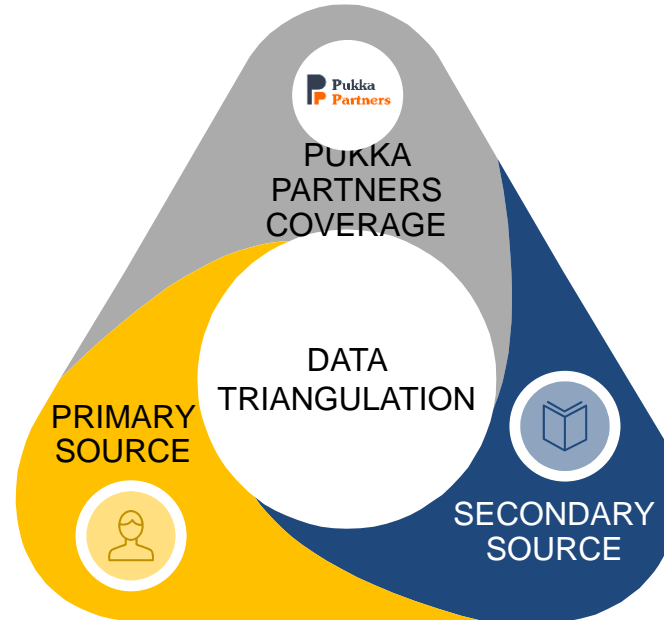 Pukka
Partners
PUKKA
PARTNERS
COVERAGE
DATA
TRIANGULATION
PRIMARY
SOURCE
SECONDARY
SOURCE